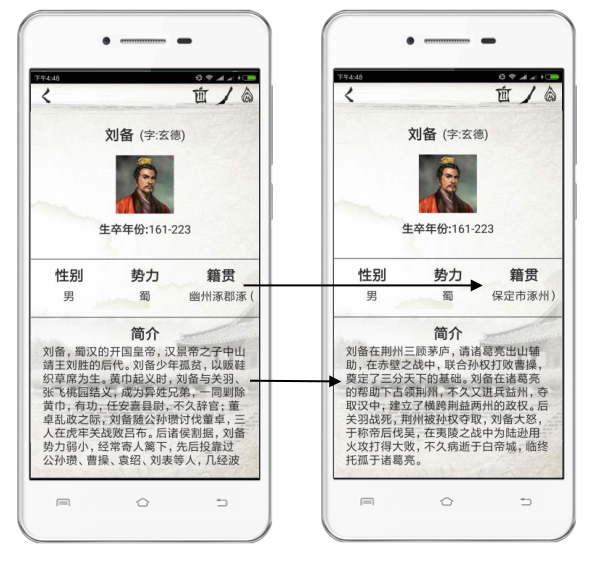 下午4:48
刘备 (字:玄德)
生卒年份:161-223
性别 势力 籍贯
男 蜀 幽州涿郡涿 (
简介
刘备，蜀汉的开国皇帝，汉景帝之子中山
靖王刘胜的后代。刘备少年孤贫，以贩鞋
织草席为生。黄巾起义时，刘备与关羽、
张飞桃园结义，成为异姓兄弟，一同剿除
黄巾，有功，任安喜县尉，不久辞官；董
卓乱政之际，刘备随公孙瓒讨伐董卓，三
人在虎牢关战败吕布。后诸侯割据，刘备
势力弱小，经常寄人篱下，先后投靠过
公孙瓒、曹操、袁绍、刘表等人，几经波
下午4:48
刘备 (字:玄德)
生卒年份:161-223
性别 势力 籍贯
男 蜀 保定市涿州)
简介
刘备在荆州三顾茅庐，请诸葛亮出山辅
助，在赤壁之战中，联合孙权打败曹操，
奠定了三分天下的基础。刘备在诸葛亮
的帮助下占领荆州，不久又进兵益州，夺
取汉中，建立了横跨荆益两州的政权。后
关羽战死，荆州被孙权夺取，刘备大怒，
于称帝后伐吴，在夷陵之战中为陆逊用
火攻打得大败，不久病逝于白帝城，临终
托孤于诸葛亮。